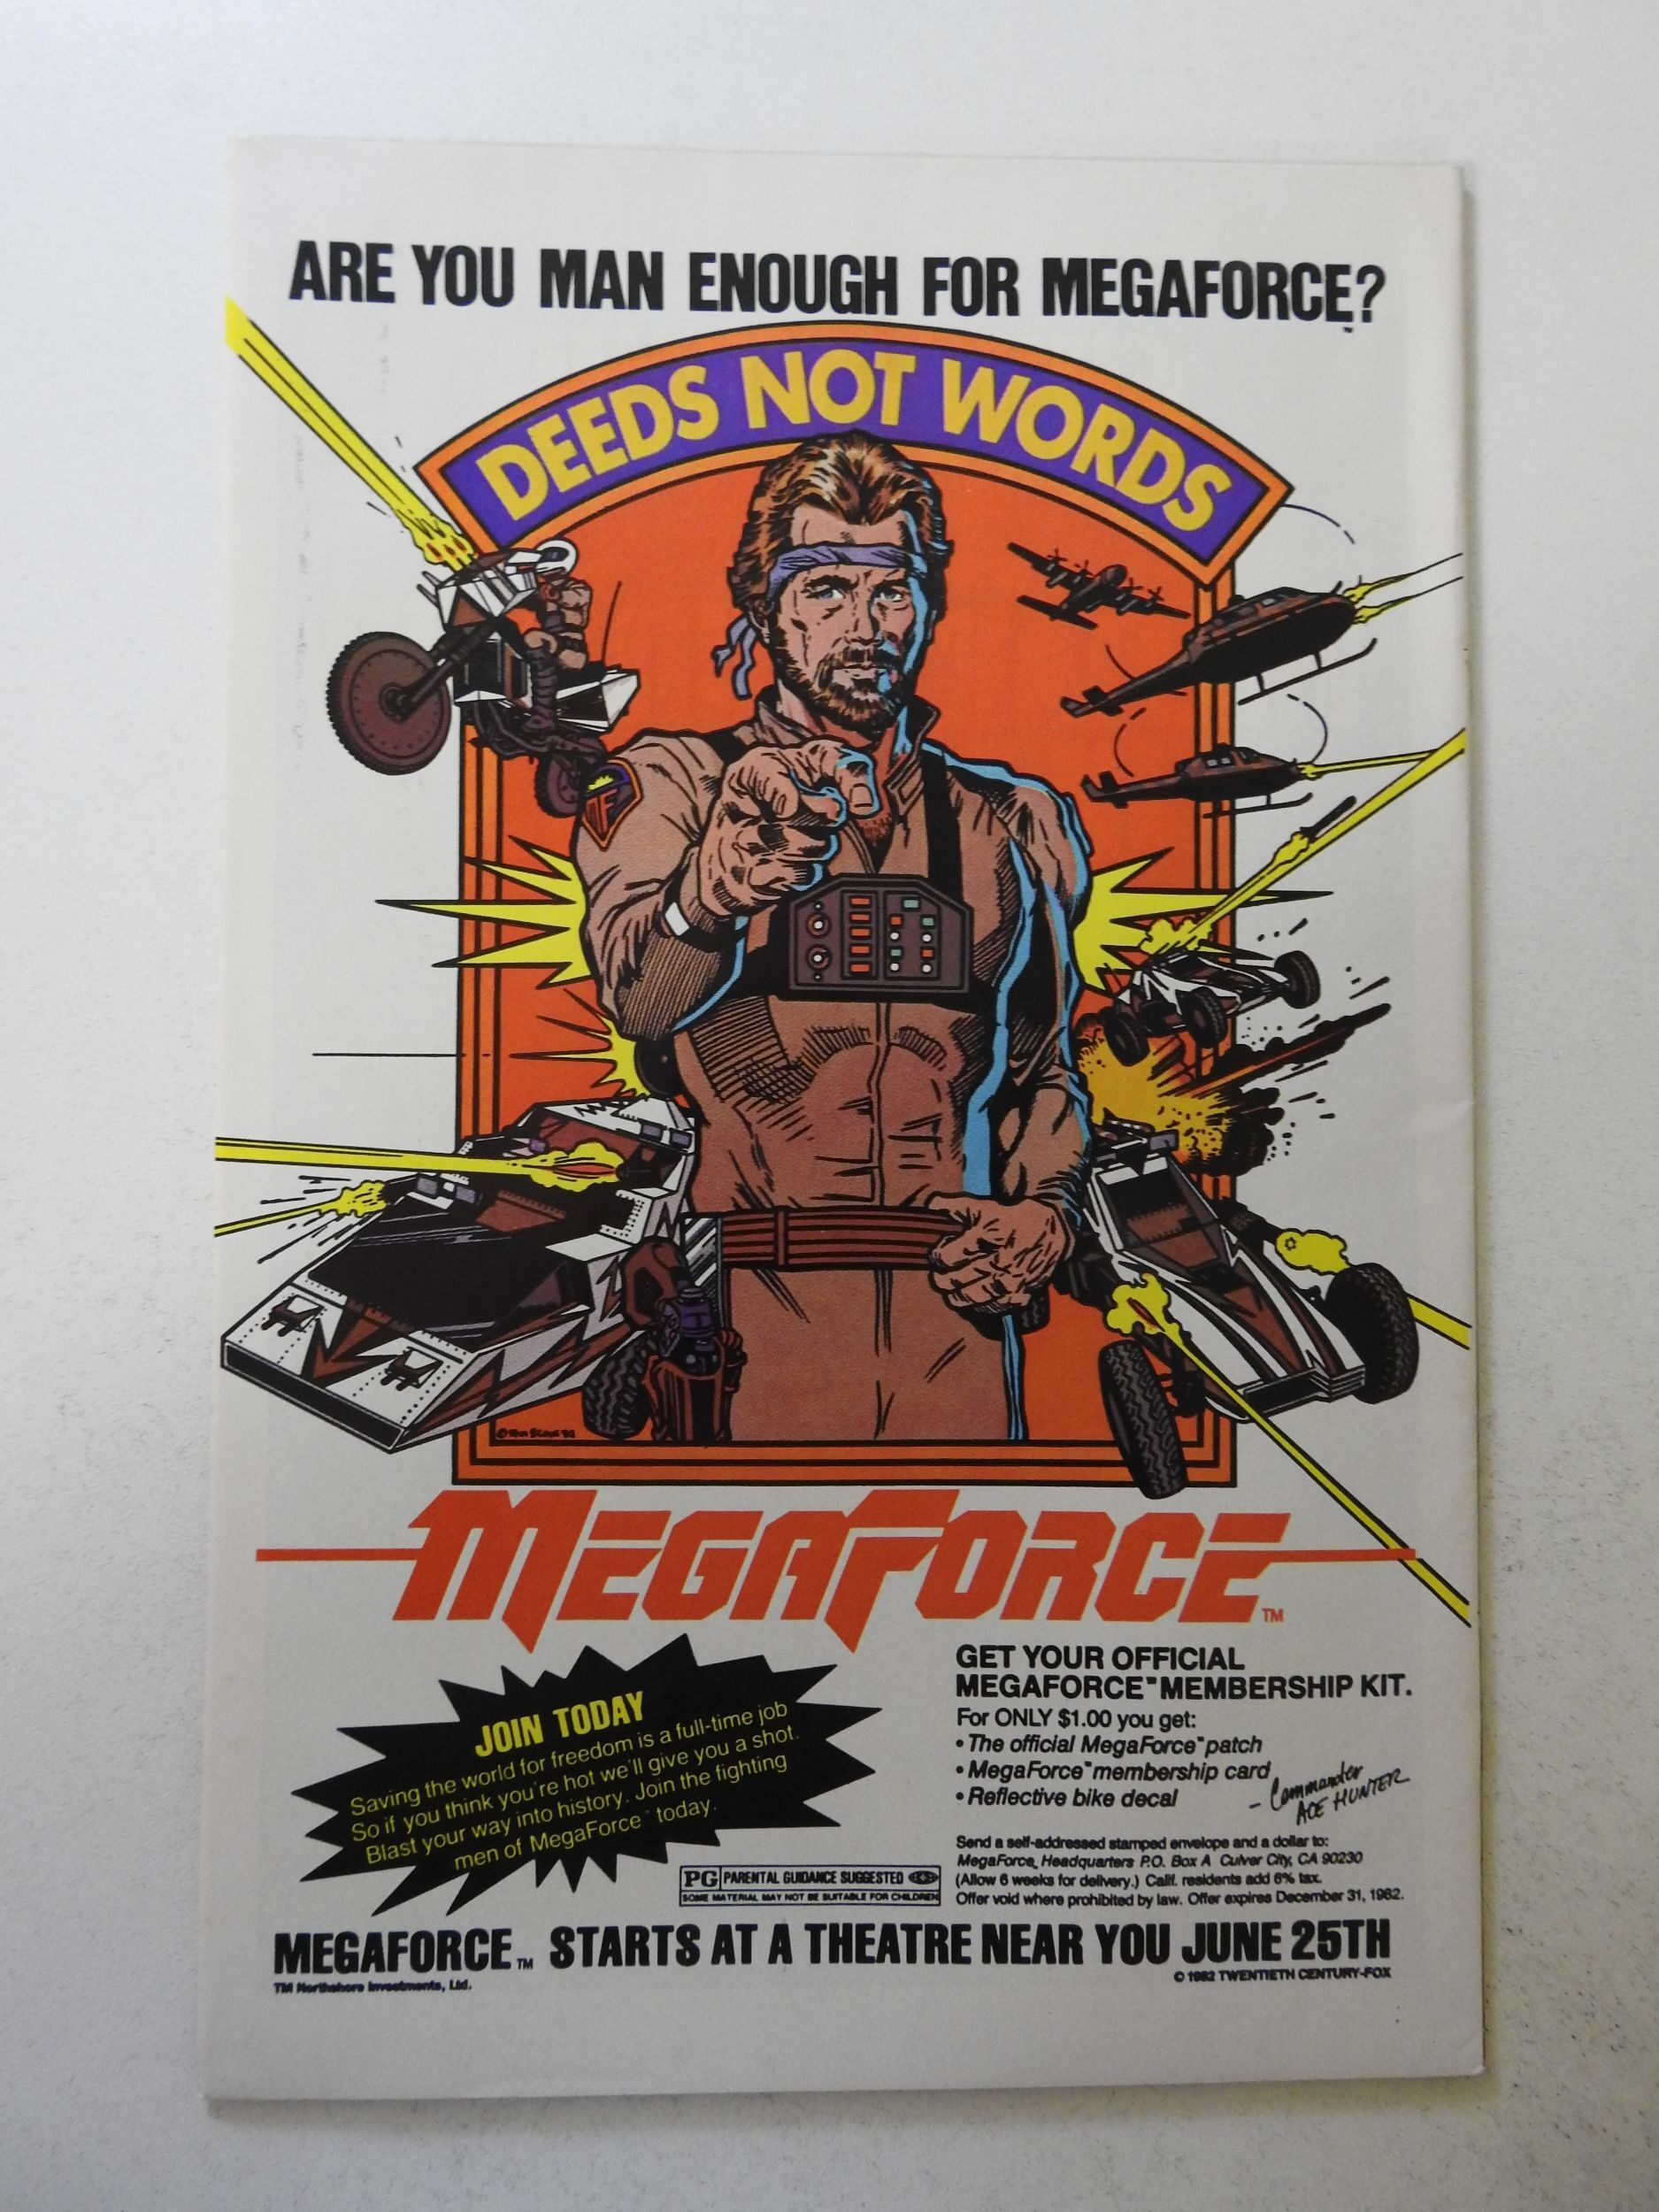 ARE YOU MAN ENOUGH FOR MEGAFORCE?
DEEDS NOT WORDS
MEGAFORCE™
JOIN TODAY
Saving the world for freedom is a full-time job
So if you think you're hot we'll give you a shot.
Blast your way into history. Join the fighting
men of MegaForce™ today.
GET YOUR OFFICIAL
MEGAFORCE™ MEMBERSHIP KIT.
For ONLY $1.00 you get:
• The official MegaForce™ patch
• MegaForce™ membership card
• Reflective bike decal
- Commander
ACE HUNTER
Send a self-addressed stamped envelope and a dollar to:
MegaForce™ Headquarters P.O. Box A Culver City, CA 90230
(Allow 6 weeks for delivery.) Calif. residents add 6% tax.
Offer void where prohibited by law. Offer expires December 31, 1982.
PG PARENTAL GUIDANCE SUGGESTED
SOME MATERIAL MAY NOT BE SUITABLE FOR CHILDREN
MEGAFORCE™ STARTS AT A THEATRE NEAR YOU JUNE 25TH
TM Northshore Investments, Ltd.
© 1982 TWENTIETH CENTURY-FOX